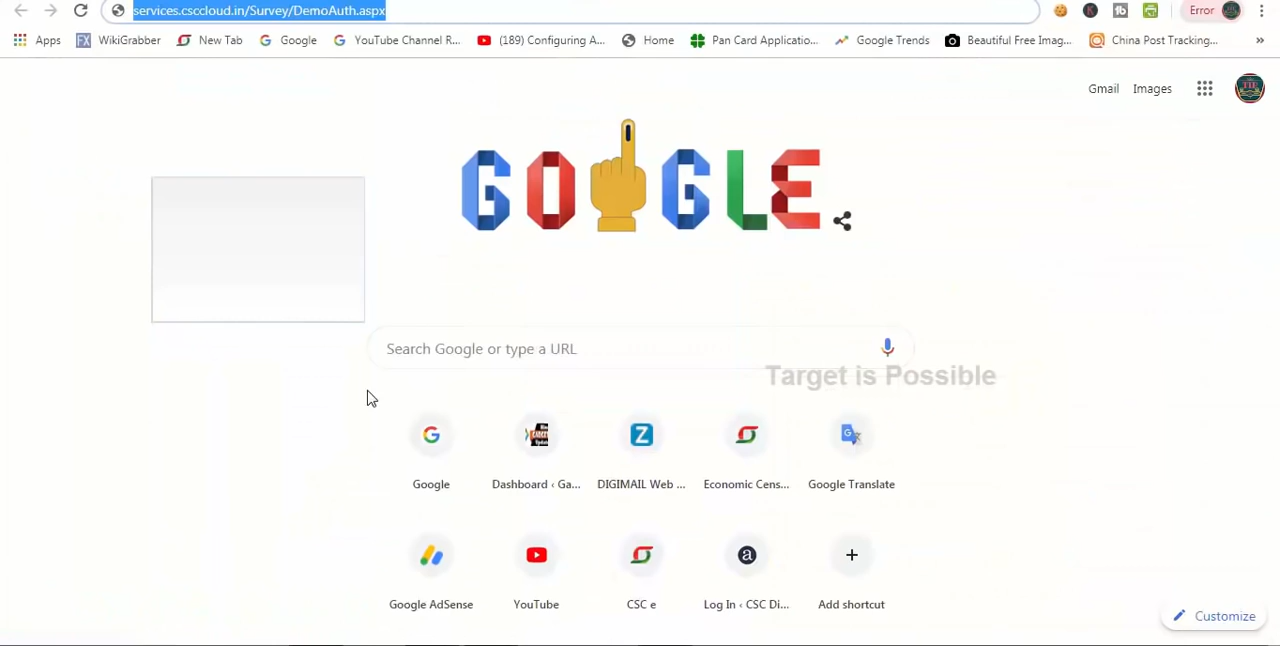 services.csccloud.in/Survey/DemoAuth.aspx
Error
Apps WikiGrabber New Tab Google YouTube Channel R... (189) Configuring A... Home Pan Card Applicatio... Google Trends Beautiful Free Imag... China Post Tracking... »
Gmail Images
GOOGLE
Search Google or type a URL
Target is Possible
Google Dashboard ‹ Ga... DIGIMAIL Web ... Economic Cens... Google Translate
Google AdSense YouTube CSC e Log In ‹ CSC Di... Add shortcut
Customize